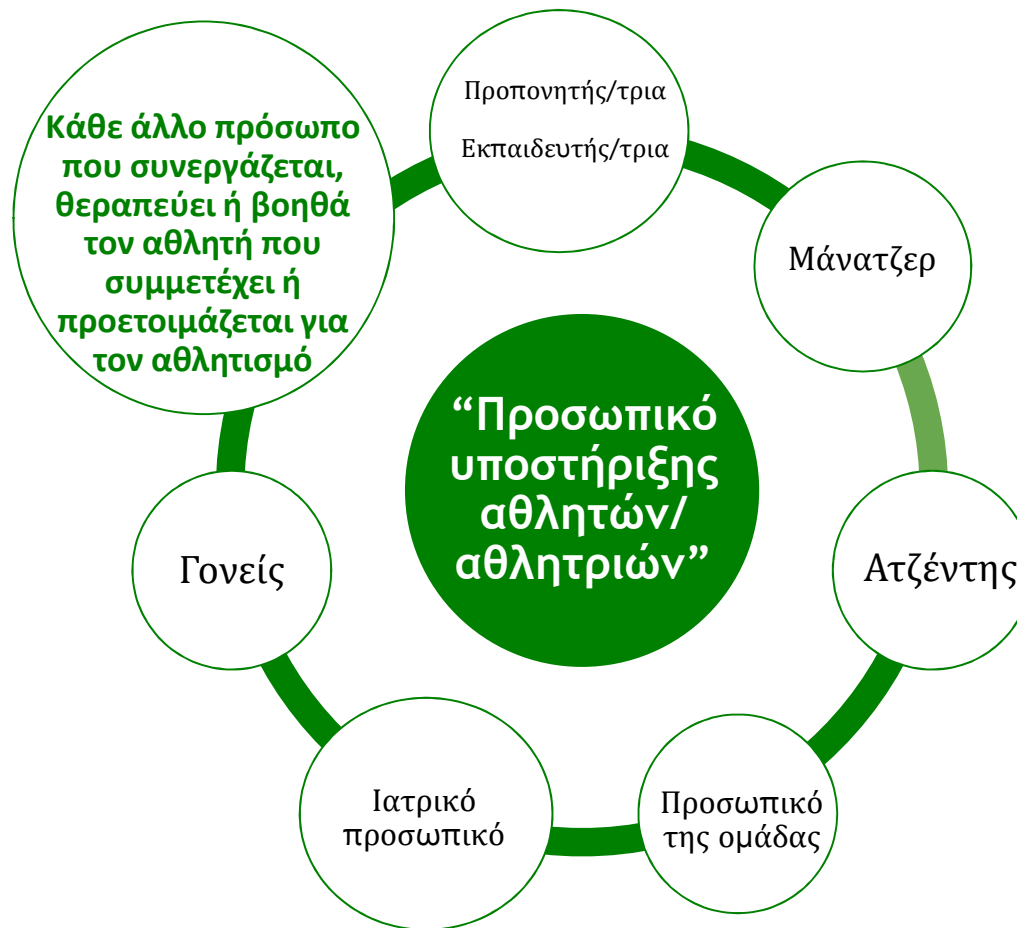 Προπονητής/τρια
Εκπαιδευτής/τρια
Κάθε άλλο πρόσωπο
που συνεργάζεται,
θεραπεύει ή βοηθά
τον αθλητή που
συμμετέχει ή
προετοιμάζεται για
τον αθλητισμό
Μάνατζερ
“Προσωπικό
υποστήριξης
αθλητών/
αθλητριών”
Γονείς
Ατζέντης
Ιατρικό
προσωπικό
Προσωπικό
της ομάδας